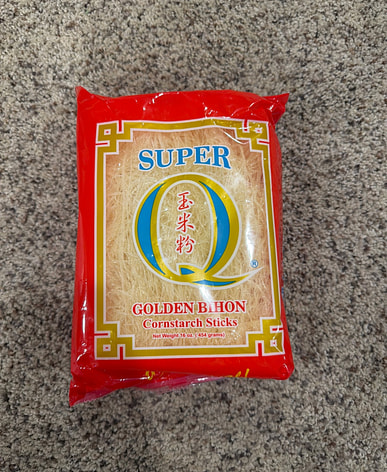 SUPER
Q
玉
米
粉
®
GOLDEN BIHON
Cornstarch Sticks
Net Weight 16 oz. (454 grams)